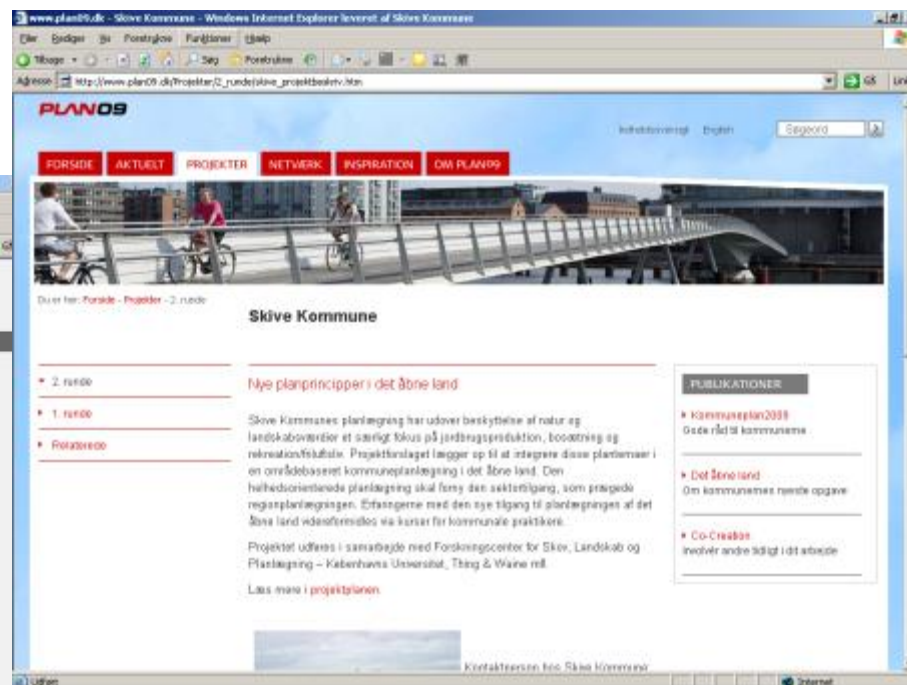 www.plan09.dk - Skive Kommune - Windows Internet Explorer leveret af Skive Kommune
Filer Rediger Vis Foretrukne Funktioner Hjælp
Tilbage Søg Foretrukne
Adresse http://www.plan09.dk/Projekter/2_runde/skive_projektbeskriv.htm Gå
PLAN09
English Søgeord
FORSIDE AKTUELT PROJEKTER NETVÆRK INSPIRATION OM PLAN09
Du er her: Forside - Projekter - 2. runde
Skive Kommune
2. runde
1. runde
Relaterede
Nye planprincipper i det åbne land
Skive Kommunes planlægning har udover beskyttelse af natur og
landskabsværdier et særligt fokus på jordbrugsproduktion, bosætning og
rekreation/friluftsliv. Projektforslaget lægger op til at integrere disse plantemaer i
en områdebaseret kommuneplanlægning i det åbne land. Den
helhedsorienterede planlægning skal forny den sektortilgang, som prægede
regionplanlægningen. Erfaringerne med den nye tilgang til planlægningen af det
åbne land videreformidles via kurser for kommunale praktikere.
Projektet udføres i samarbejde med Forskningscenter for Skov, Landskab og
Planlægning – Københavns Universitet, Thing & Waine mfl.
Læs mere i projektplanen.
Kontaktperson hos Skive Kommune
PUBLIKATIONER
Kommuneplan2009
Gode råd til kommunerne
Det åbne land
Om kommunernes nyeste opgave
Co-Creation
Involvér andre tidligt i dit arbejde
Udført Internet